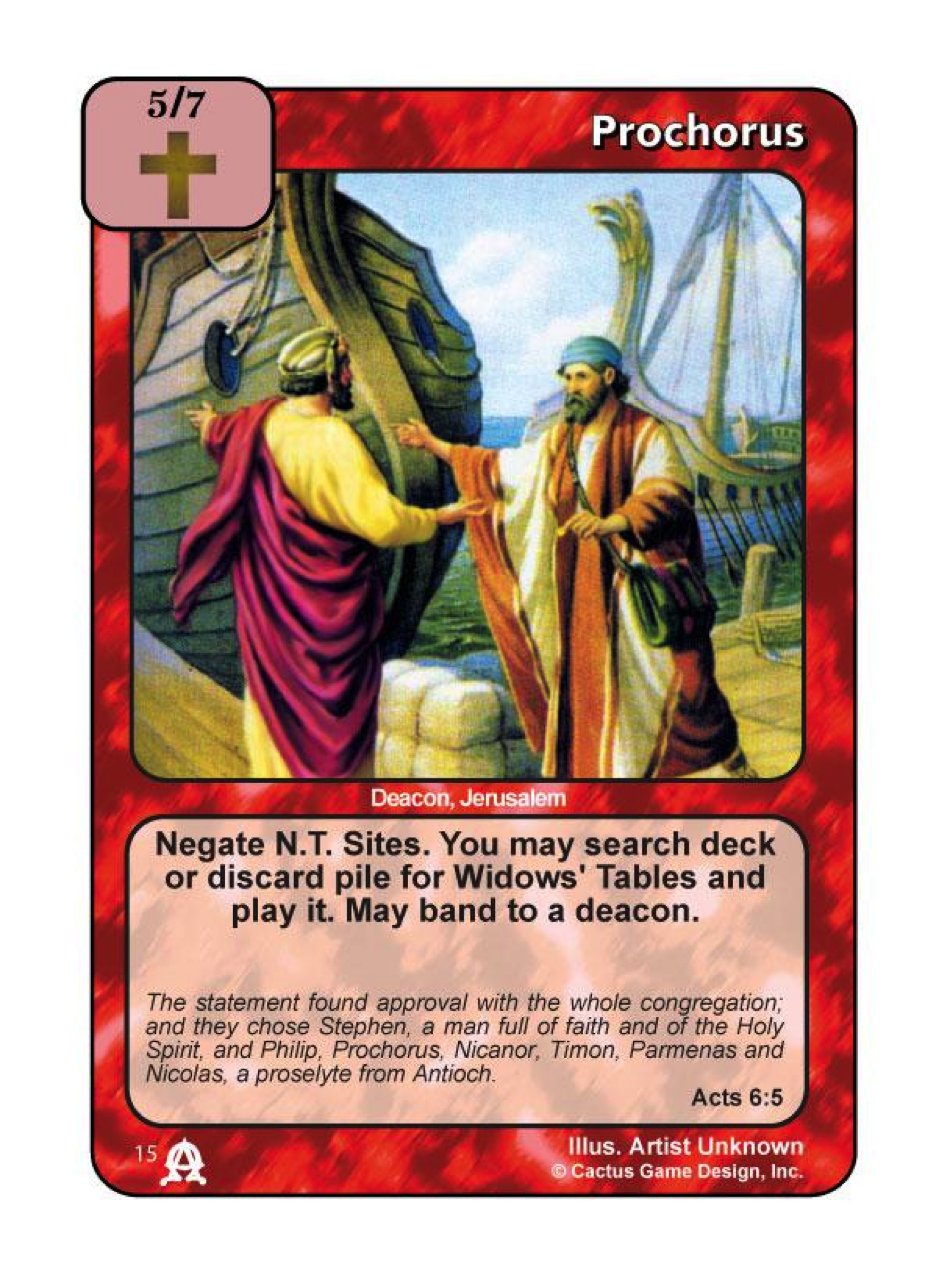 5/7
Prochorus
Deacon, Jerusalem
Negate N.T. Sites. You may search deck
or discard pile for Widows' Tables and
play it. May band to a deacon.
The statement found approval with the whole congregation;
and they chose Stephen, a man full of faith and of the Holy
Spirit, and Philip, Prochorus, Nicanor, Timon, Parmenas and
Nicolas, a proselyte from Antioch.
Acts 6:5
15
Illus. Artist Unknown
© Cactus Game Design, Inc.